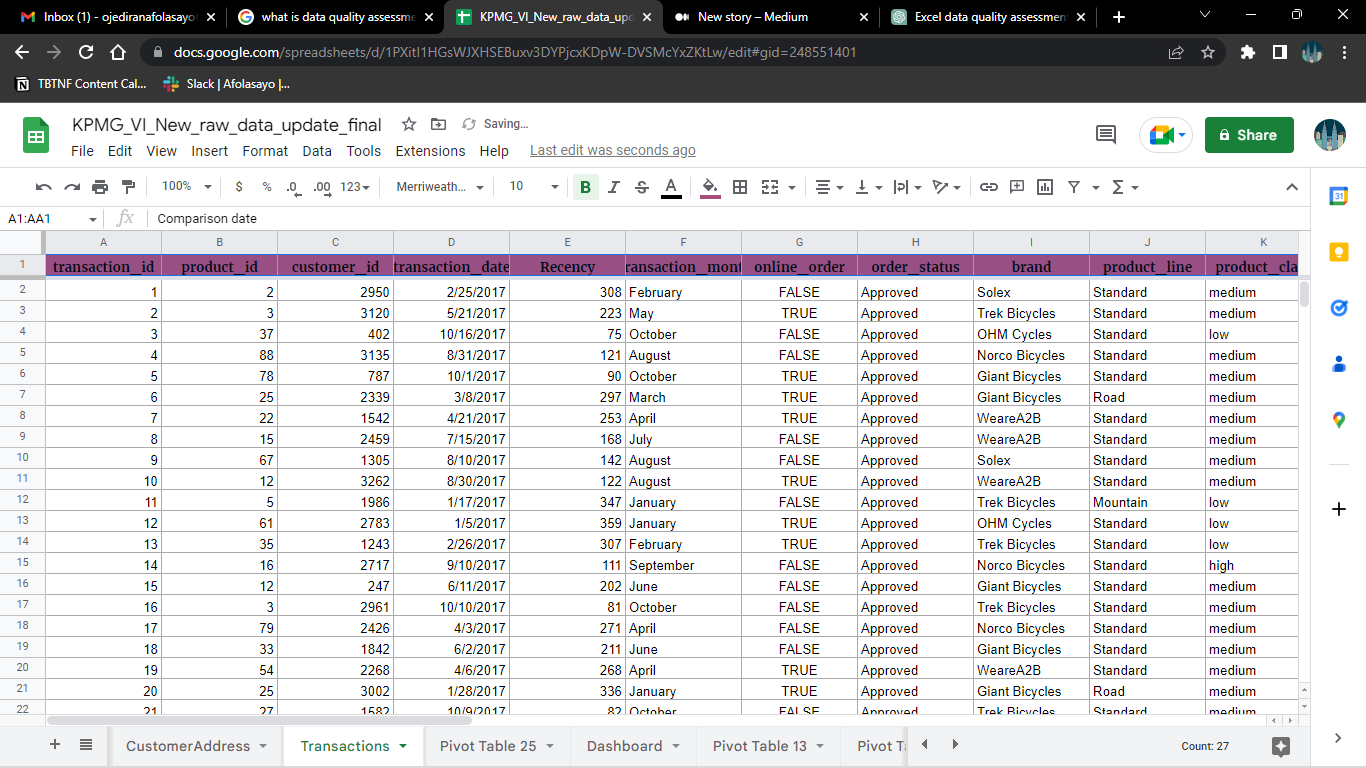 Inbox (1) - ojediranafolasayo
what is data quality assessme
KPMG_VI_New_raw_data_upd
New story – Medium
Excel data quality assessmen
docs.google.com/spreadsheets/d/1PXitI1HGsWJXHSEBuxv3DYPjcxKDpW-DVSMcYxZKtLw/edit#gid=248551401
TBTNF Content Cal... Slack | Afolasayo |...
KPMG_VI_New_raw_data_update_final Saving...
File Edit View Insert Format Data Tools Extensions Help Last edit was seconds ago
Share
100% $ % .0 .00 123 Merriweath... 10 B I S A
A1:AA1 fx Comparison date
A B C D E F G H I J K
1 transaction_id product_id customer_id transaction_date Recency ransaction_mont online_order order_status brand product_line product_cla
2 1 2 2950 2/25/2017 308 February FALSE Approved Solex Standard medium
3 2 3 3120 5/21/2017 223 May TRUE Approved Trek Bicycles Standard medium
4 3 37 402 10/16/2017 75 October FALSE Approved OHM Cycles Standard low
5 4 88 3135 8/31/2017 121 August FALSE Approved Norco Bicycles Standard medium
6 5 78 787 10/1/2017 90 October TRUE Approved Giant Bicycles Standard medium
7 6 25 2339 3/8/2017 297 March TRUE Approved Giant Bicycles Road medium
8 7 22 1542 4/21/2017 253 April TRUE Approved WeareA2B Standard medium
9 8 15 2459 7/15/2017 168 July FALSE Approved WeareA2B Standard medium
10 9 67 1305 8/10/2017 142 August FALSE Approved Solex Standard medium
11 10 12 3262 8/30/2017 122 August TRUE Approved WeareA2B Standard medium
12 11 5 1986 1/17/2017 347 January FALSE Approved Trek Bicycles Mountain low
13 12 61 2783 1/5/2017 359 January TRUE Approved OHM Cycles Standard low
14 13 35 1243 2/26/2017 307 February TRUE Approved Trek Bicycles Standard low
15 14 16 2717 9/10/2017 111 September FALSE Approved Norco Bicycles Standard high
16 15 12 247 6/11/2017 202 June FALSE Approved Giant Bicycles Standard medium
17 16 3 2961 10/10/2017 81 October FALSE Approved Trek Bicycles Standard medium
18 17 79 2426 4/3/2017 271 April FALSE Approved Norco Bicycles Standard medium
19 18 33 1842 6/2/2017 211 June FALSE Approved Giant Bicycles Standard medium
20 19 54 2268 4/6/2017 268 April TRUE Approved WeareA2B Standard medium
21 20 25 3002 1/28/2017 336 January TRUE Approved Giant Bicycles Road medium
22 21 27 1582 10/9/2017 82 October FALSE Approved Trek Bicycles Standard medium
CustomerAddress Transactions Pivot Table 25 Dashboard Pivot Table 13 Pivot T Count: 27